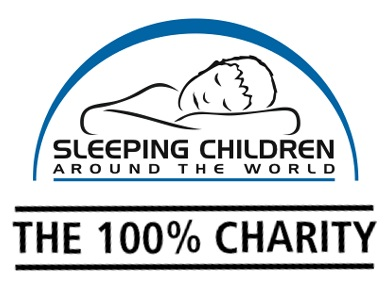 SLEEPING CHILDREN
AROUND THE WORLD
THE 100% CHARITY